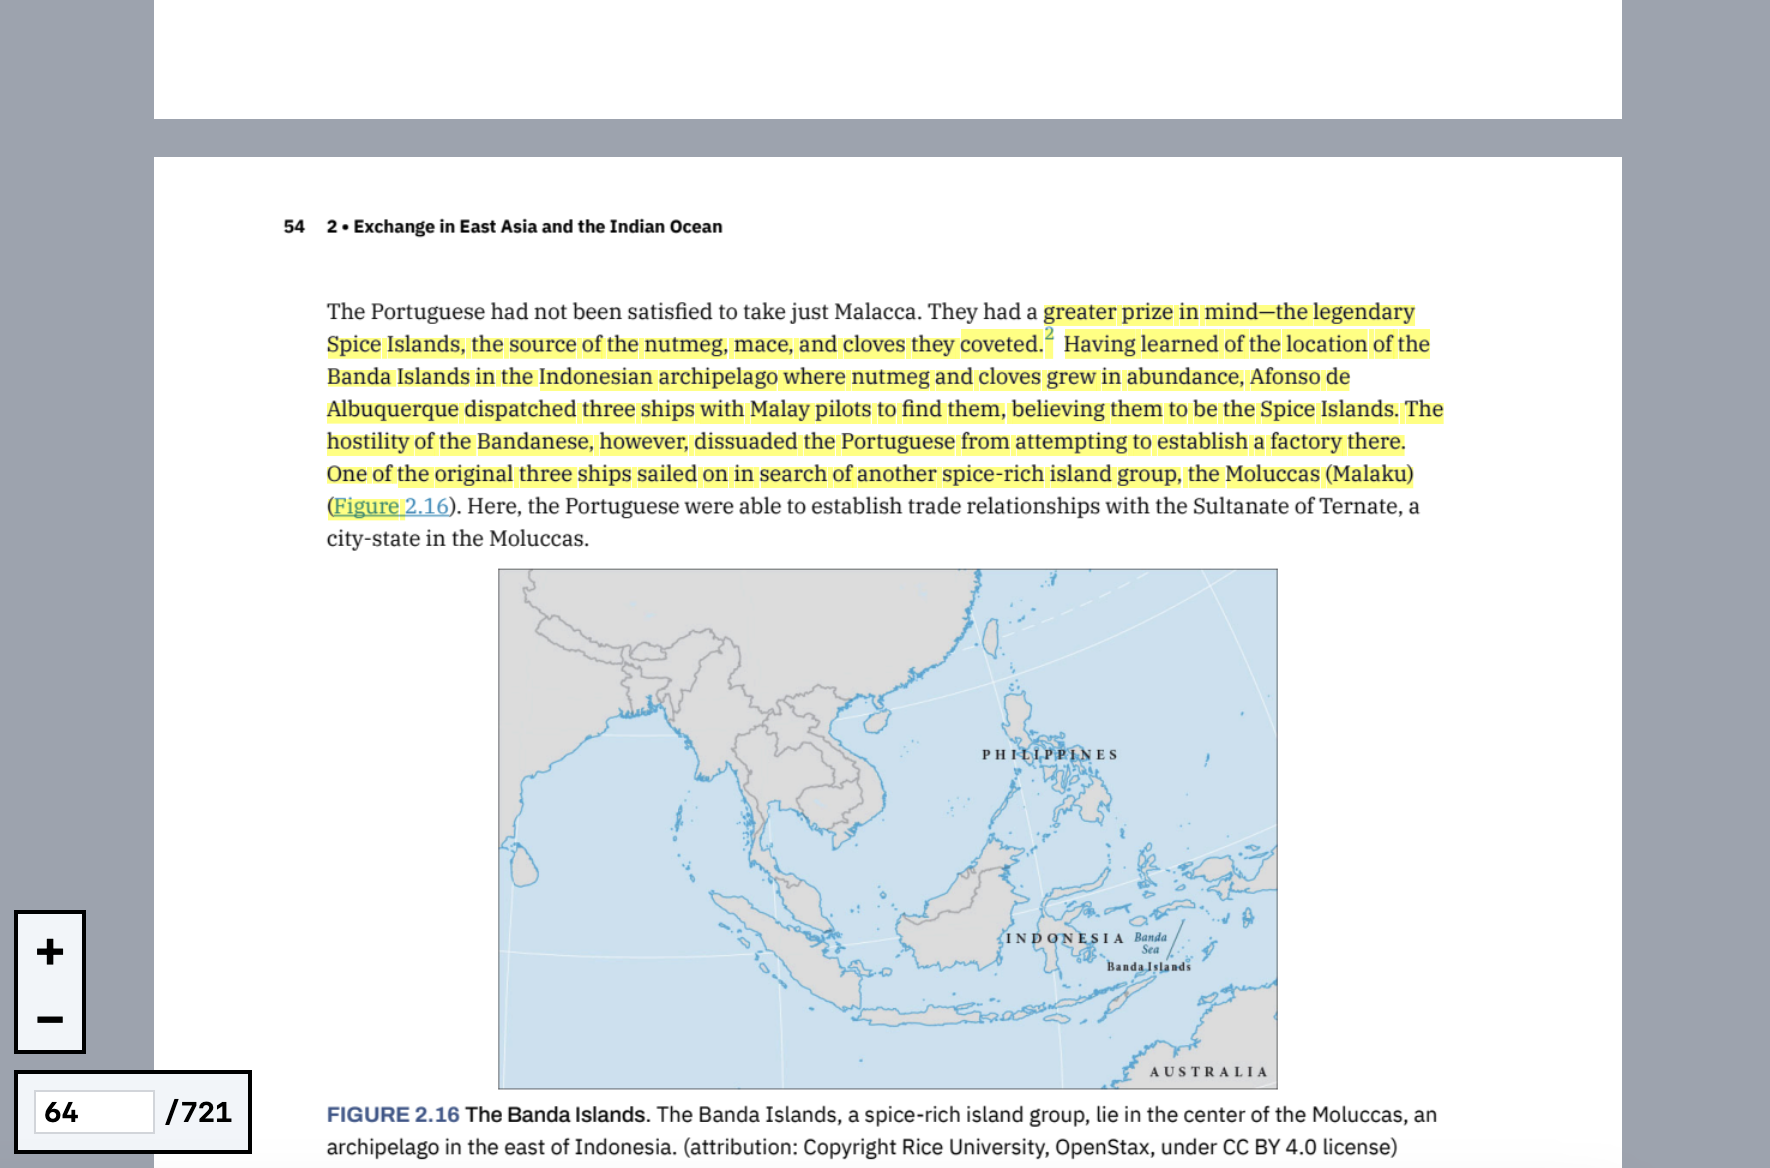 54 2 • Exchange in East Asia and the Indian Ocean
The Portuguese had not been satisfied to take just Malacca. They had a greater prize in mind—the legendary
Spice Islands, the source of the nutmeg, mace, and cloves they coveted.2 Having learned of the location of the
Banda Islands in the Indonesian archipelago where nutmeg and cloves grew in abundance, Afonso de
Albuquerque dispatched three ships with Malay pilots to find them, believing them to be the Spice Islands. The
hostility of the Bandanese, however, dissuaded the Portuguese from attempting to establish a factory there.
One of the original three ships sailed on in search of another spice-rich island group, the Moluccas (Malaku)
(Figure 2.16). Here, the Portuguese were able to establish trade relationships with the Sultanate of Ternate, a
city-state in the Moluccas.
PHILIPPINES
INDONESIA
Banda
Sea
Banda Islands
AUSTRALIA
FIGURE 2.16 The Banda Islands. The Banda Islands, a spice-rich island group, lie in the center of the Moluccas, an
archipelago in the east of Indonesia. (attribution: Copyright Rice University, OpenStax, under CC BY 4.0 license)
+
−
64 /721